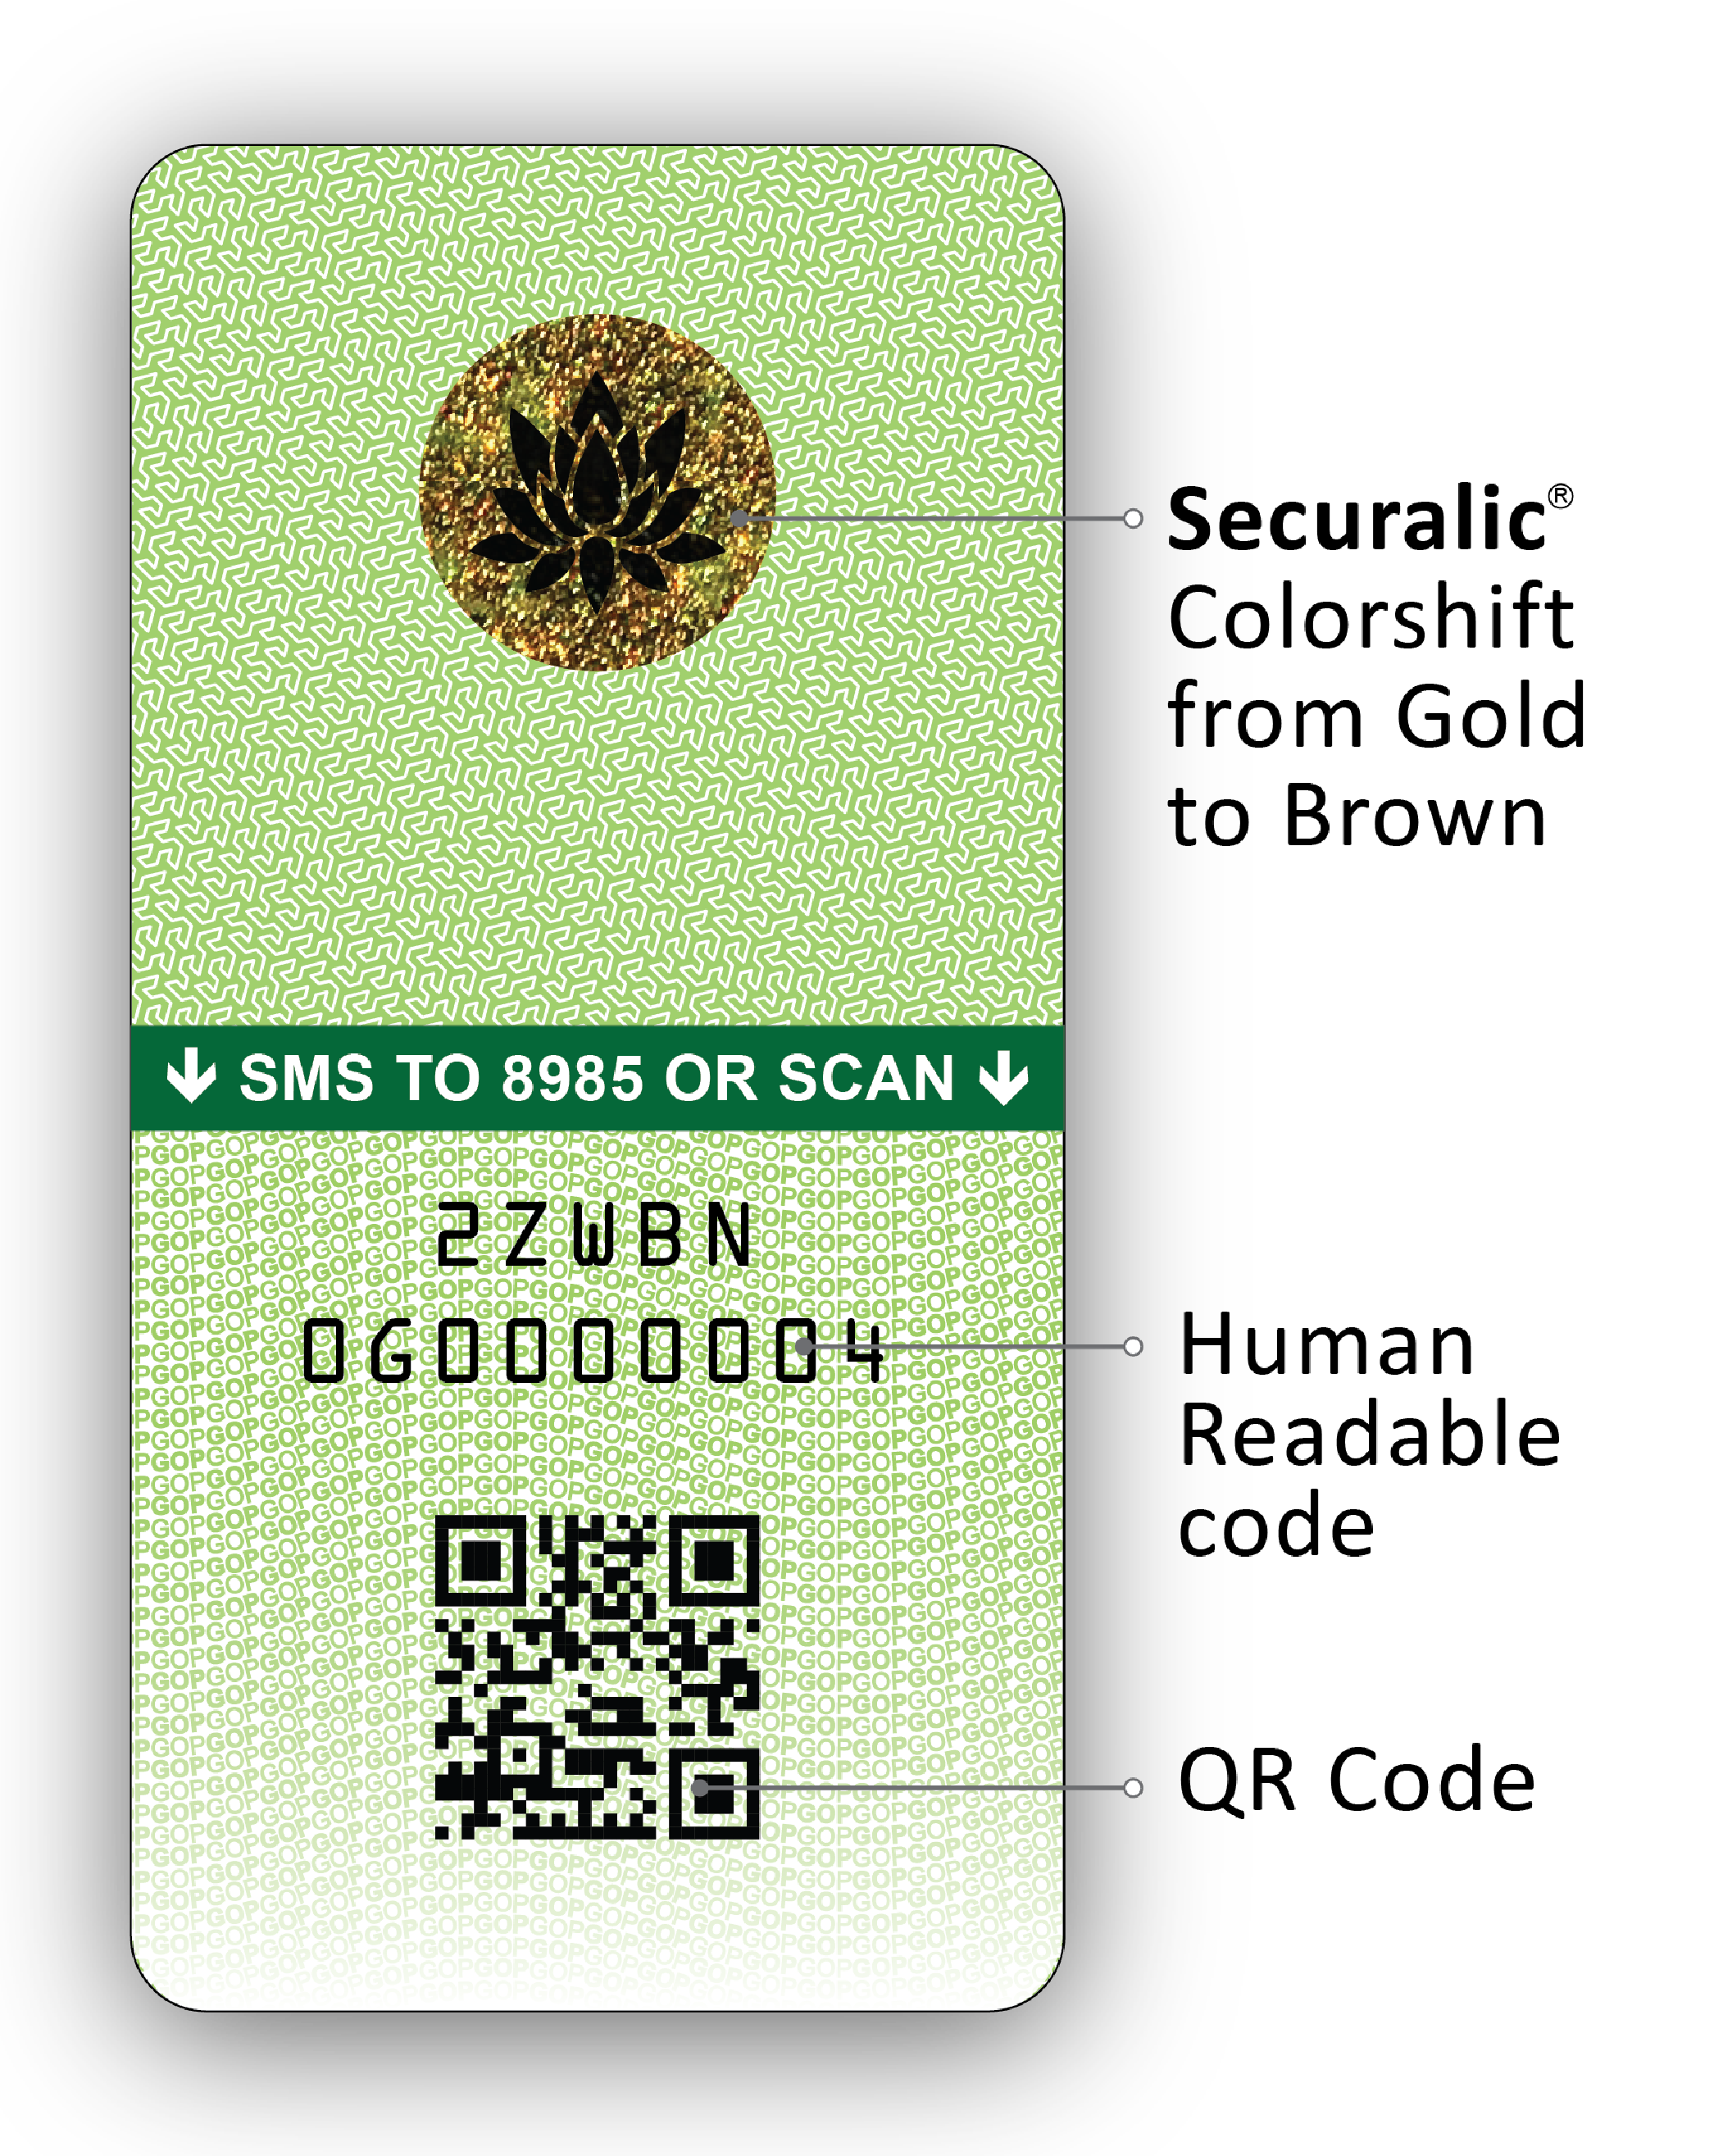 Securalic®
Colorshift
from Gold
to Brown
SMS TO 8985 OR SCAN
2ZWBN
0G0000004
Human
Readable
code
QR Code